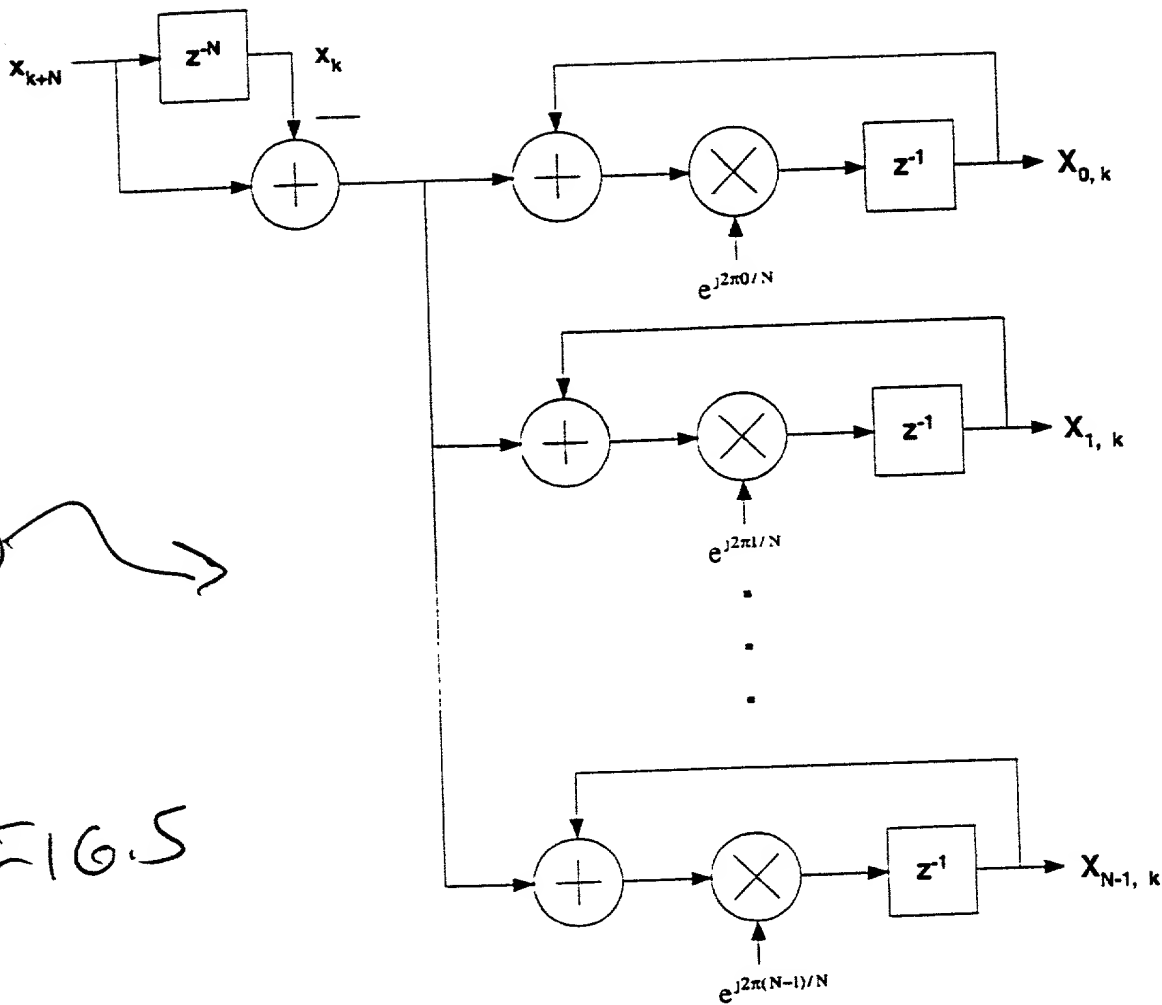 x_{k+N} z^{-N} x_k
−
z^{-1} X_{0, k}
e^{j2π0/N}
z^{-1} X_{1, k}
e^{j2π1/N}
FIG.5
z^{-1} X_{N-1, k}
e^{j2π(N-1)/N}